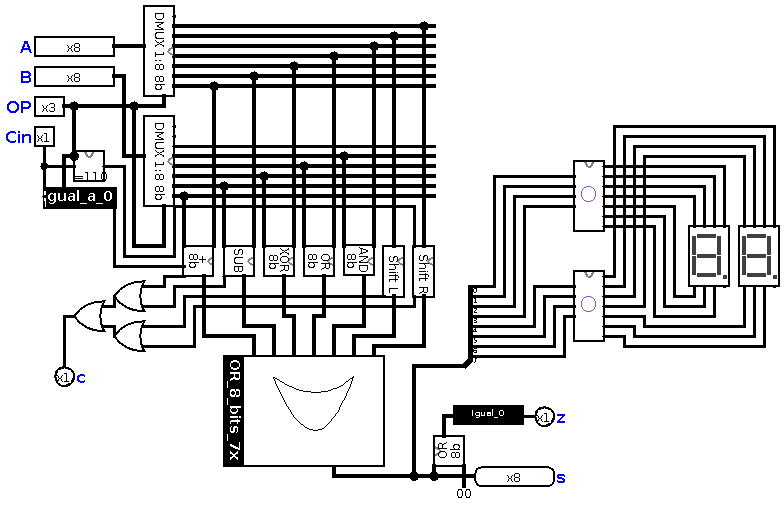 A
x8
B
x8
OP
x3
Cin
x1
DMUX 1:8 8b
DMUX 1:8 8b
=110
gual_a_0
+
8b
SUB
XOR
8b
OR
8b
AND
8b
Shift L
Shift R
x1
c
OR_8_bits_7x
Igual_0
x1
z
OR
8b
00
x8
s